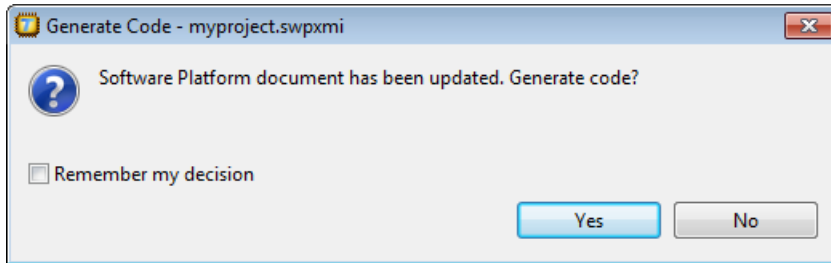 Generate Code - myproject.swpxmi
Software Platform document has been updated. Generate code?
Remember my decision
Yes No